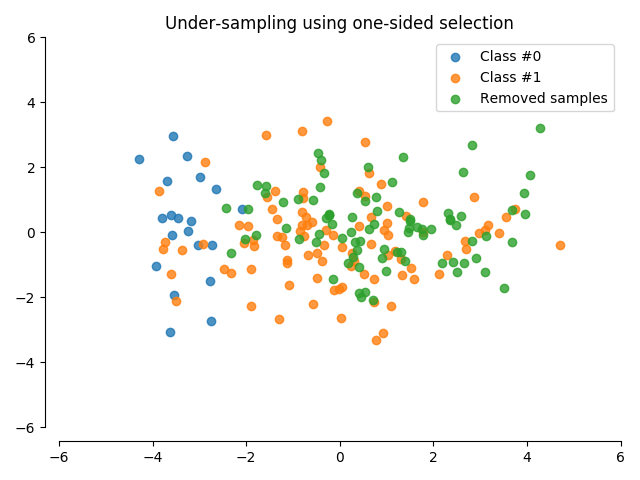 Under-sampling using one-sided selection
Class #0
Class #1
Removed samples
6
4
2
0
−2
−4
−6
−6 −4 −2 0 2 4 6